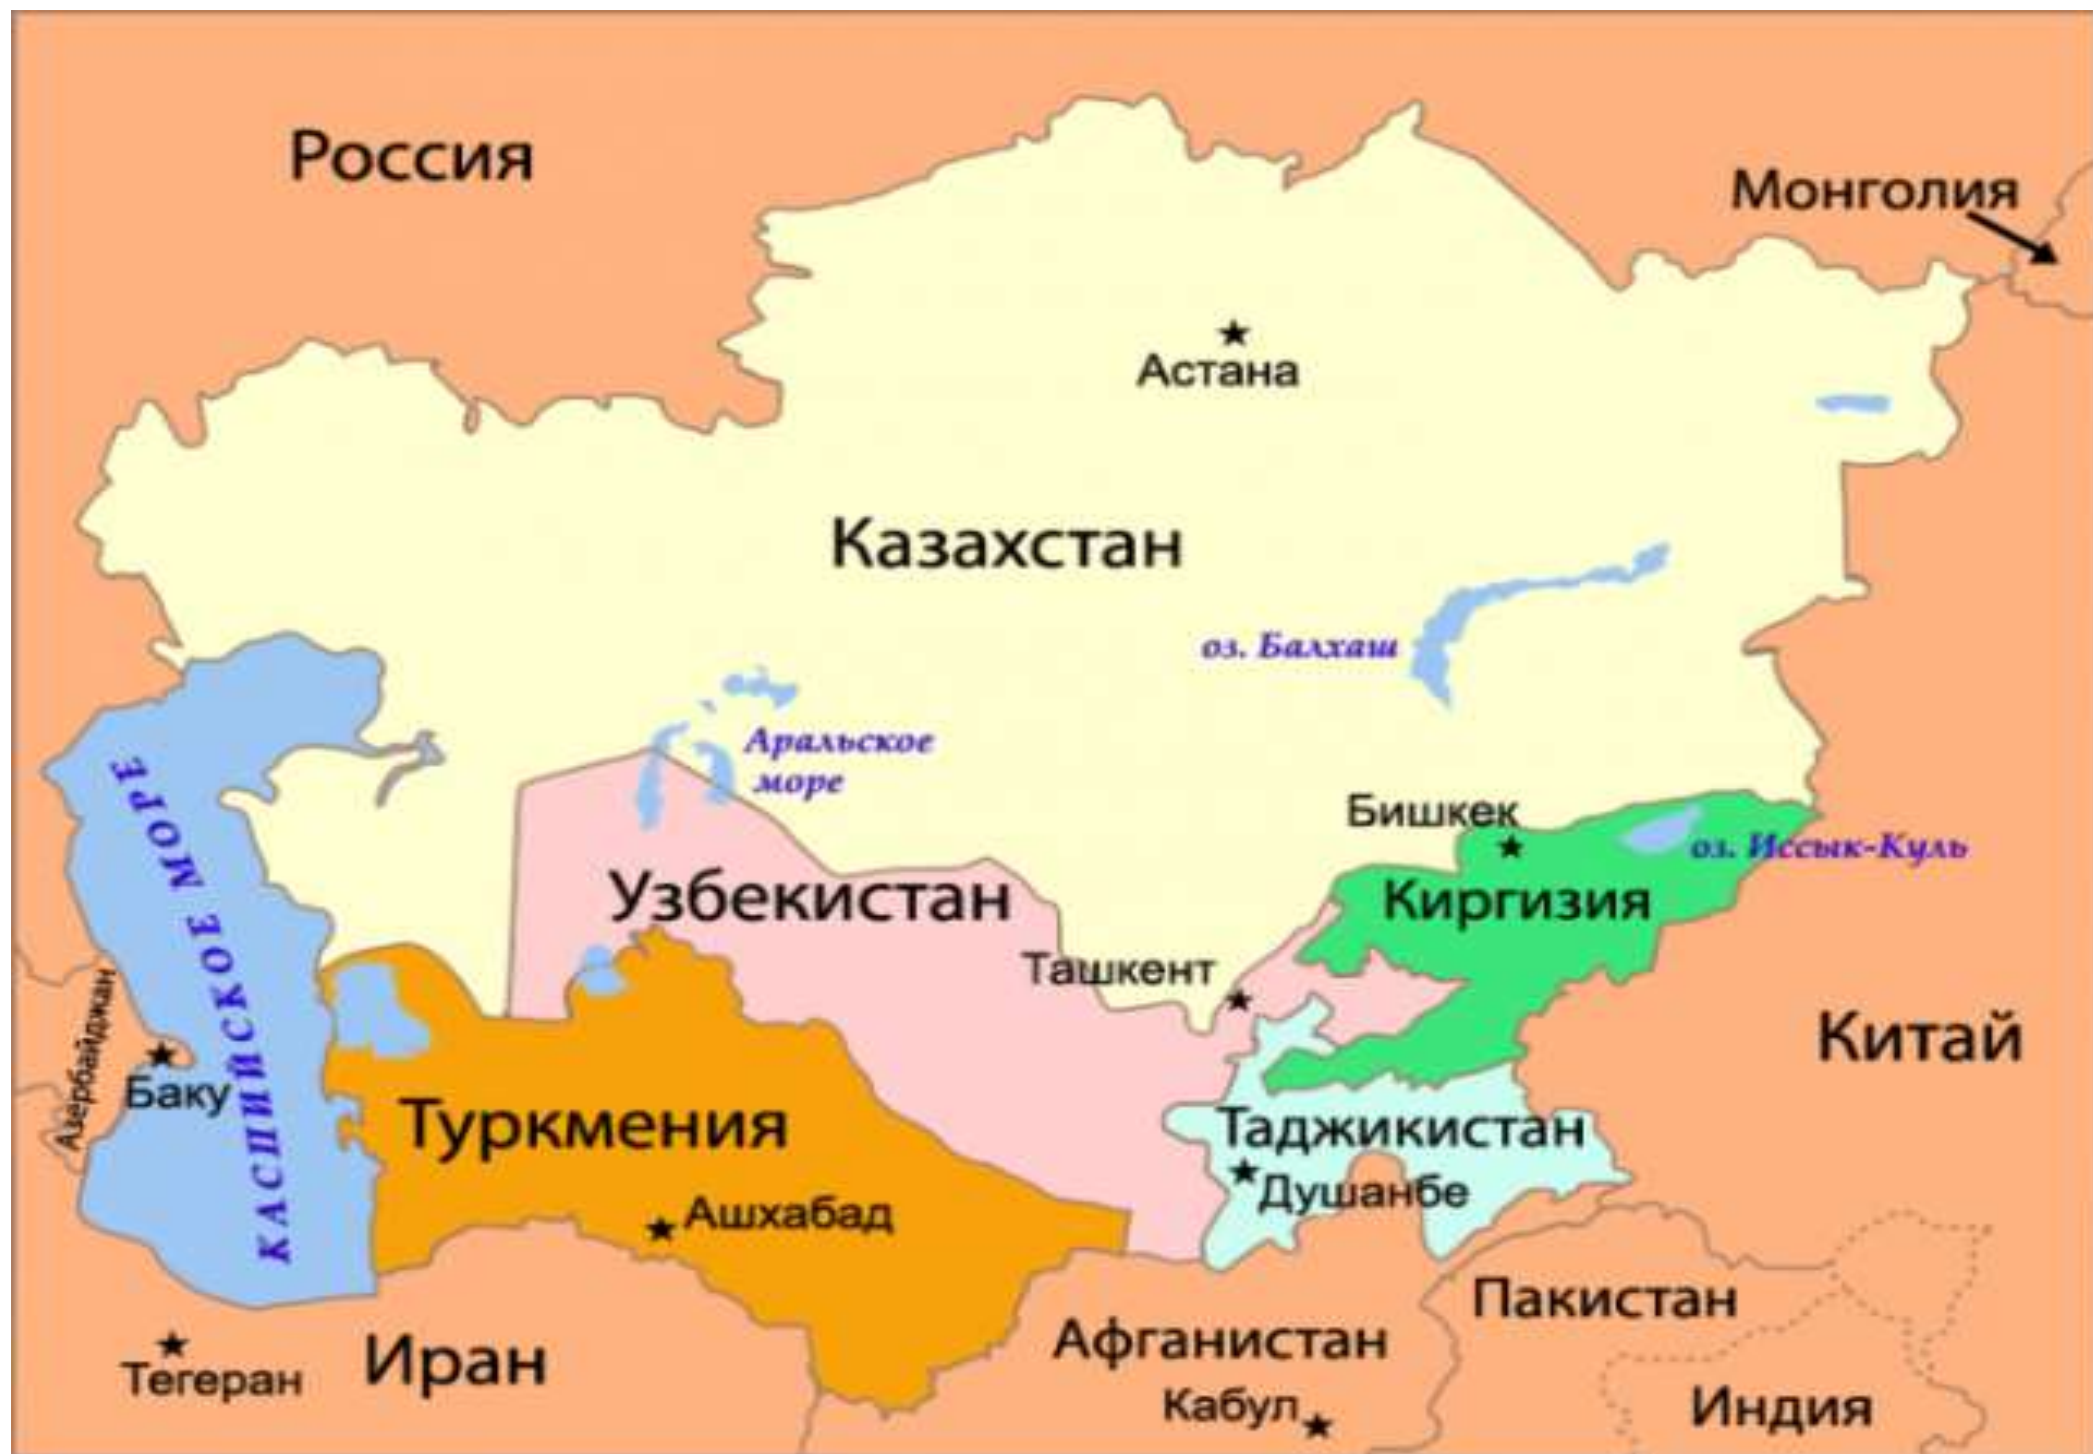 Россия
Монголия
Астана
Казахстан
оз. Балхаш
Аральское
море
КАСПИЙСКОЕ МОРЕ
Бишкек
оз. Иссык-Куль
Узбекистан
Киргизия
Ташкент
Азербайджан
Баку
Китай
Туркмения
Таджикистан
Душанбе
Ашхабад
Пакистан
Афганистан
Иран
Тегеран
Кабул
Индия